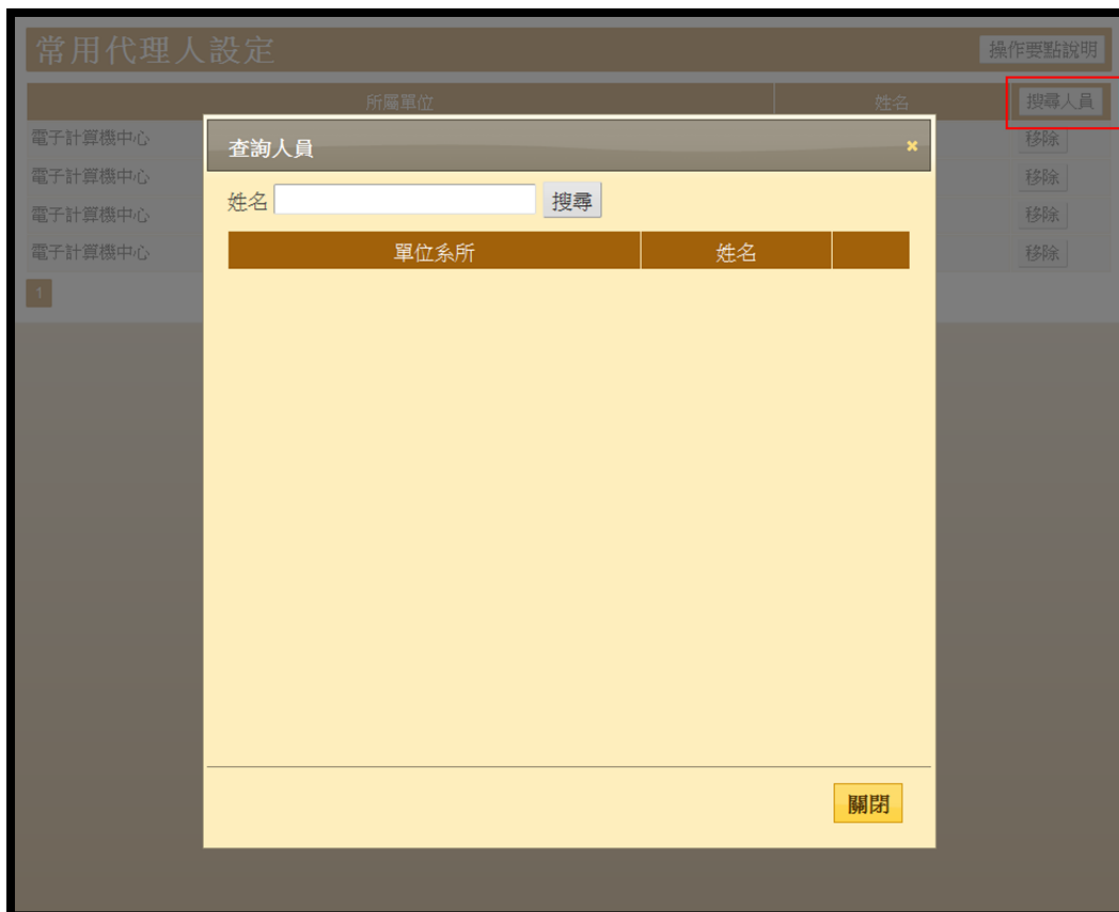 常用代理人設定 操作要點說明
所屬單位 姓名 搜尋人員
電子計算機中心 移除
電子計算機中心 移除
電子計算機中心 移除
電子計算機中心 移除
1
查詢人員 ×
姓名 搜尋
單位系所 姓名
關閉